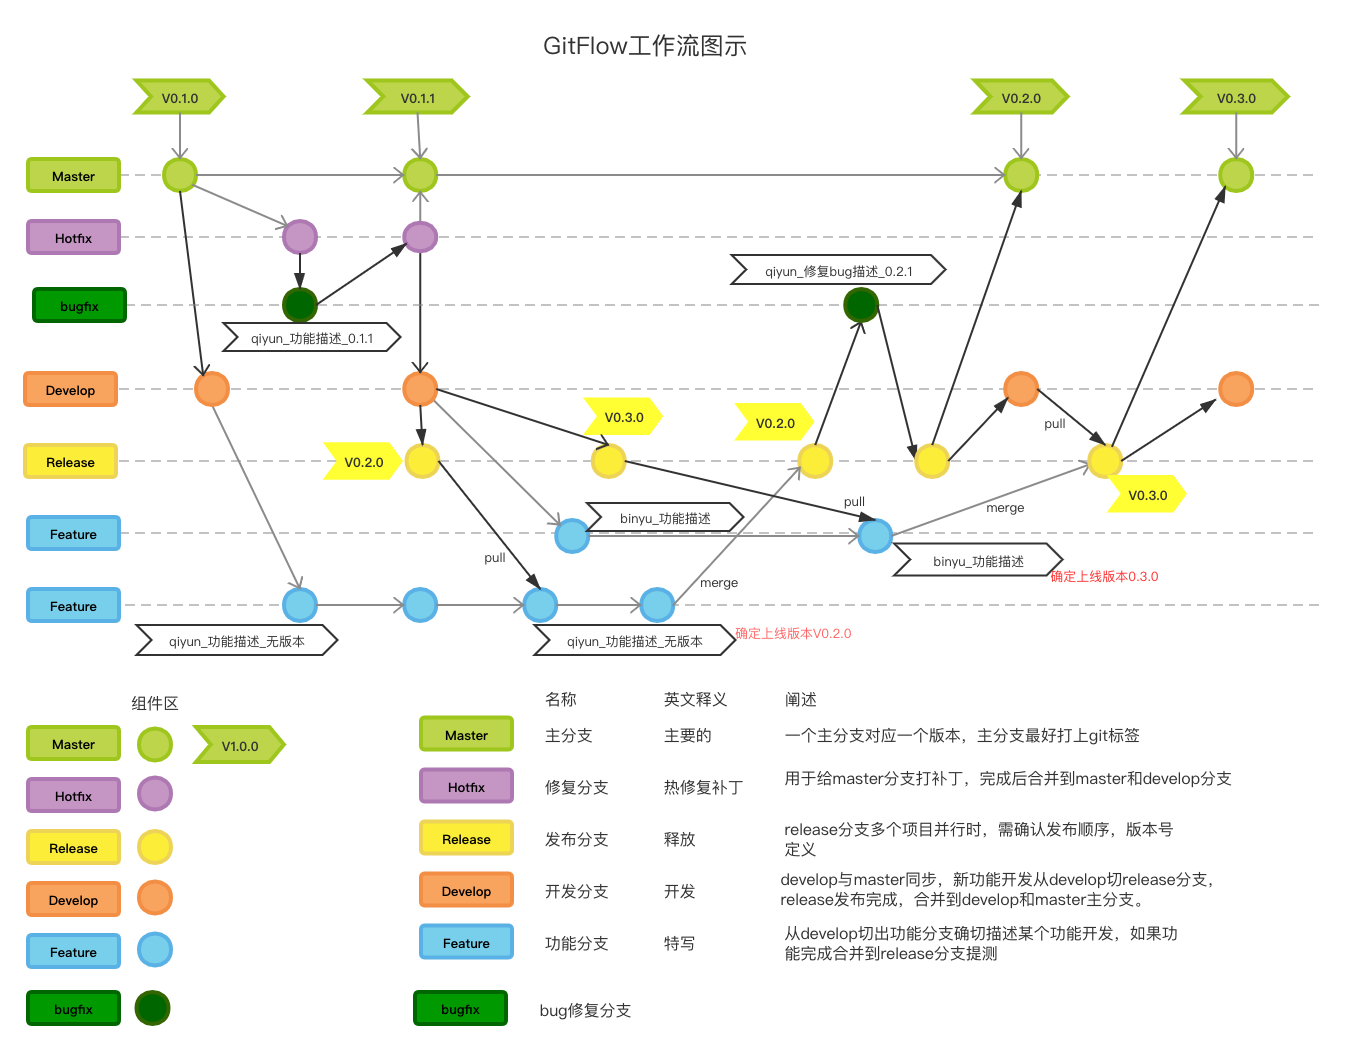 GitFlow工作流图示
V0.1.0
V0.1.1
V0.2.0
V0.3.0
Master
Hotfix
qiyun_修复bug描述_0.2.1
bugfix
qiyun_功能描述_0.1.1
Develop
V0.3.0
V0.2.0
pull
Release
V0.2.0
V0.3.0
pull
merge
binyu_功能描述
Feature
pull
binyu_功能描述
确定上线版本0.3.0
merge
Feature
qiyun_功能描述_无版本
qiyun_功能描述_无版本
确定上线版本V0.2.0
组件区
Master
V1.0.0
Hotfix
Release
Develop
Feature
bugfix
名称
英文释义
阐述
Master
主分支
主要的
一个主分支对应一个版本，主分支最好打上git标签
Hotfix
修复分支
热修复补丁
用于给master分支打补丁，完成后合并到master和develop分支
Release
发布分支
释放
release分支多个项目并行时，需确认发布顺序，版本号
定义
Develop
开发分支
开发
develop与master同步，新功能开发从develop切release分支，
release发布完成，合并到develop和master主分支。
Feature
功能分支
特写
从develop切出功能分支确切描述某个功能开发，如果功
能完成合并到release分支提测
bugfix
bug修复分支